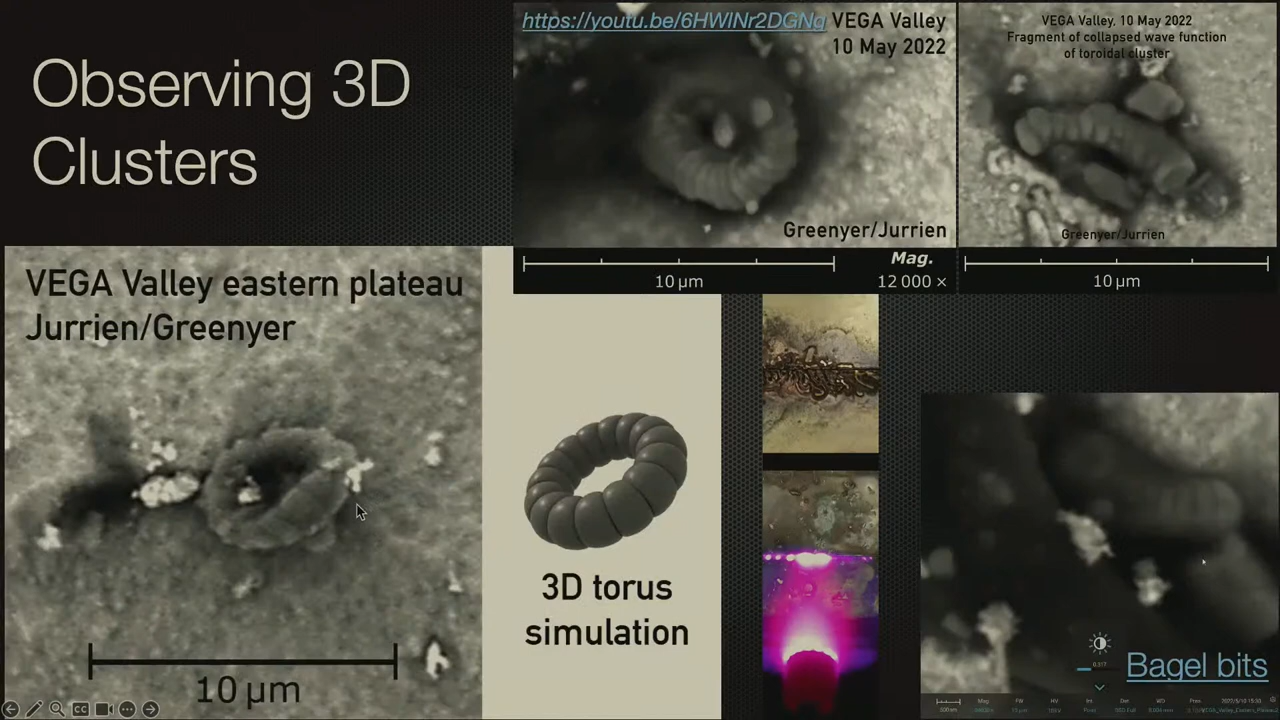 Observing 3D
Clusters
https://youtu.be/6HWlNr2DGNg
VEGA Valley
10 May 2022
Greenyer/Jurrien
10 µm
Mag.
12 000 ×
VEGA Valley, 10 May 2022
Fragment of collapsed wave function
of toroidal cluster
Greenyer/Jurrien
10 µm
VEGA Valley eastern plateau
Jurrien/Greenyer
10 µm
3D torus
simulation
Bagel bits
CC